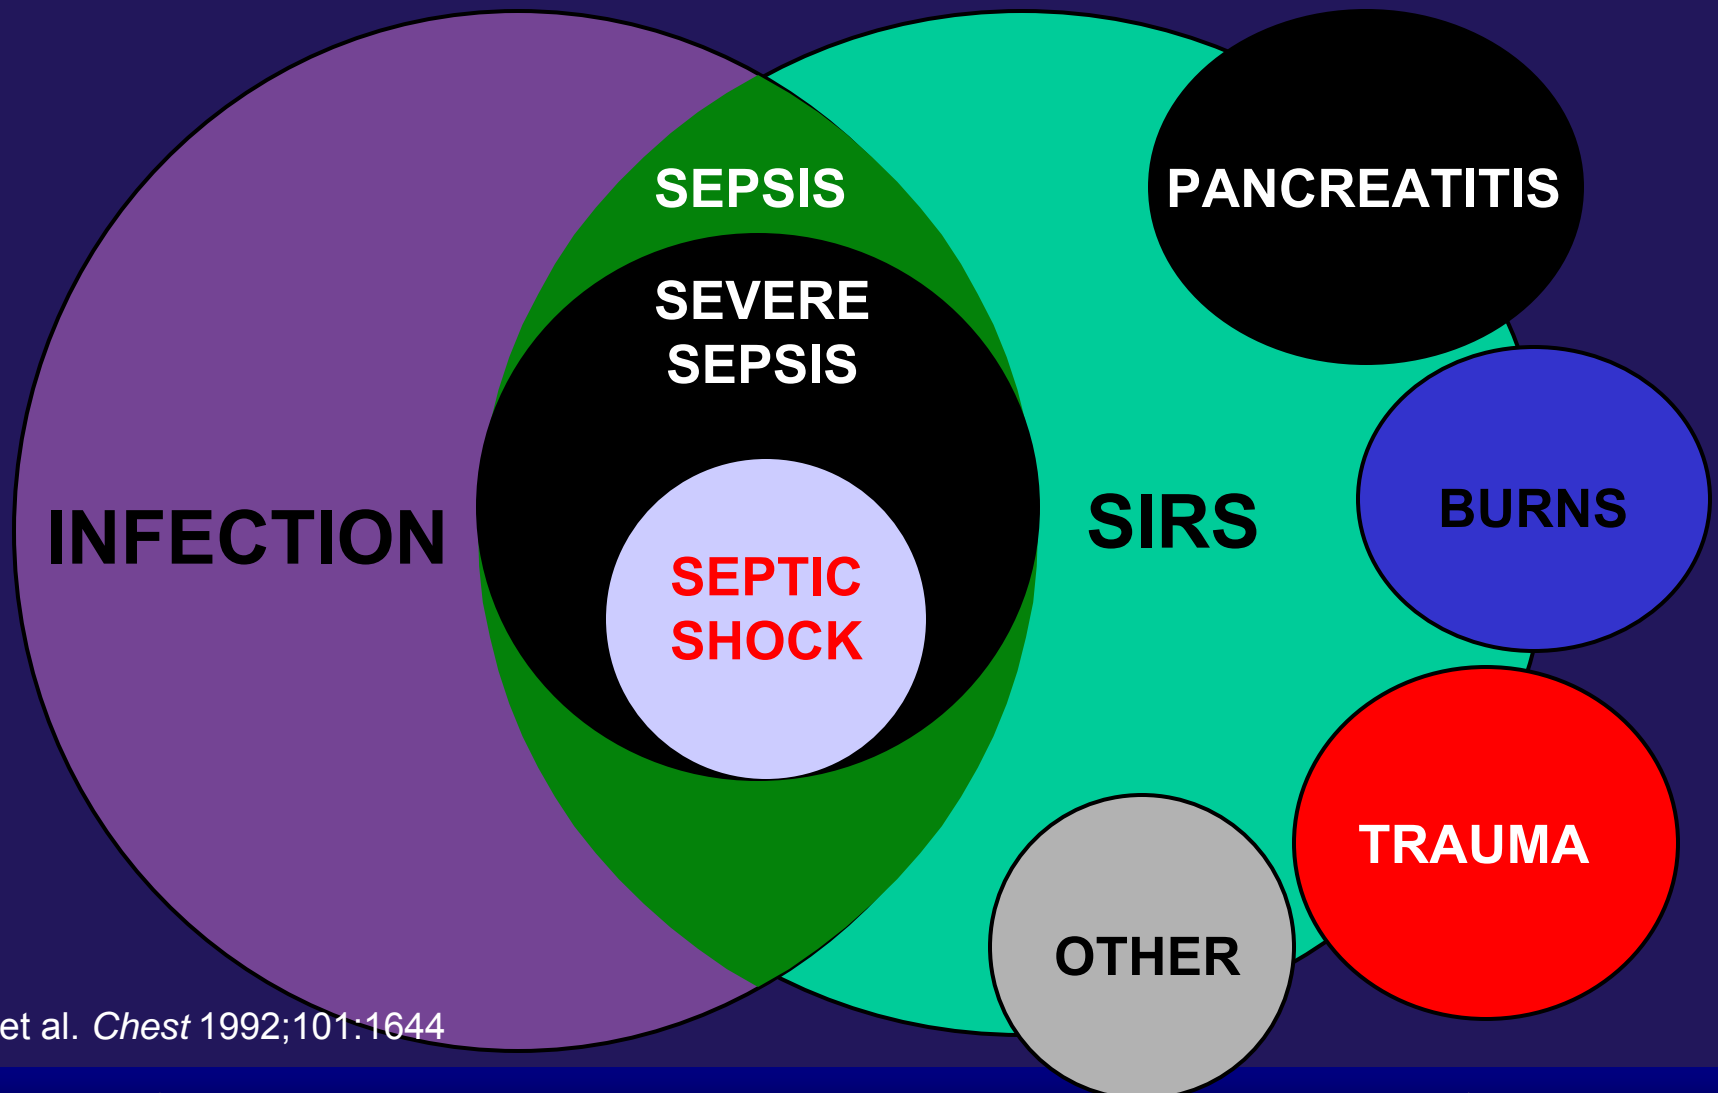 SEPSIS
PANCREATITIS
SEVERE
SEPSIS
INFECTION
SIRS
BURNS
SEPTIC
SHOCK
TRAUMA
OTHER
et al. Chest 1992;101:1644